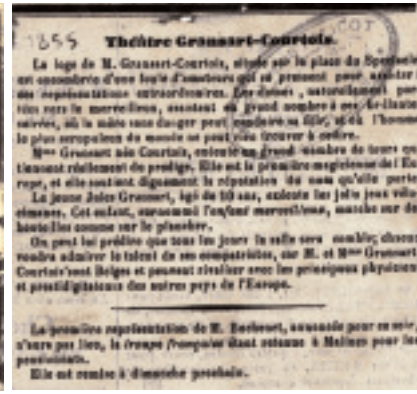 1855
COJ
Théâtre Gransart-Courtois.
La loge de M. Gransart-Courtois, située sur la place du Spectacle
est encombrée d'une foule d'amateurs qui se pressent pour assister
des représentations extraordinaires. Les dames, naturellement por-
tées vers le merveilleux, assistent en grand nombre à ces brillantes
soirées, où la mère sans danger peut conduire sa fille, et où l'homme
le plus scrupuleux du monde ne peut rien trouver à redire.
Mme Gransart née Courtois, exécute un grand nombre de tours qui
tiennent réellement du prodige. Elle est la première magicienne de l'Eu-
rope, et elle soutient dignement la réputation du nom qu'elle porte
Le jeune Jules Gransart, âgé de 10 ans, exécute les jolis jeux
Cet enfant, surnommé l'enfant merveilleux, marche sur des
bouteilles comme sur le plancher.
On peut lui prédire que tous les jours la salle sera comble; chacun
voudra admirer le talent de ses compatriotes, car M. et Mme Gransart
Courtois sont Belges et peuvent rivaliser avec les principaux physiciens
et prestidigitateurs des autres pays de l'Europe.
La première représentation de M. annoncée pour ce soir,
n'aura pas lieu, la troupe française étant retenue à Malines pour les
pensionnats.
Elle est remise à dimanche prochain.